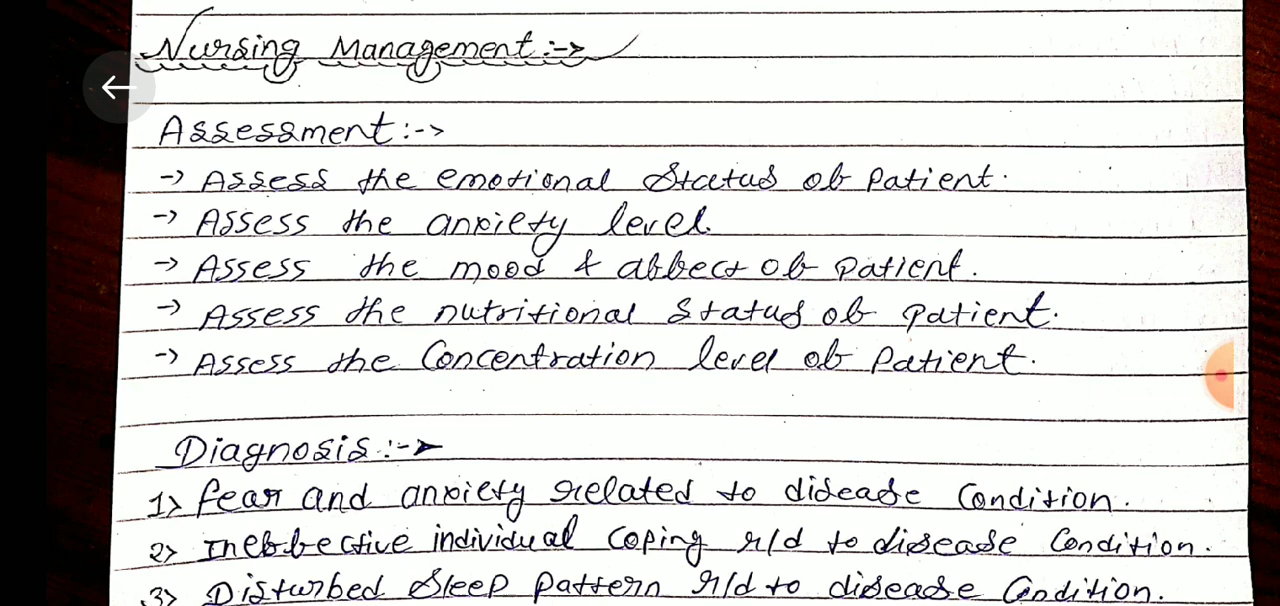 Nursing Management :->
Assessment :->
-> Assess the emotional Status of Patient.
-> Assess the anxiety level
-> Assess the mood & affect of patient.
-> Assess the nutritional Status of patient.
-> Assess the Concentration level of Patient.
Diagnosis :->
1> fear and anxiety related to disease Condition.
2> Ineffective individual Coping r/d to disease Condition.
3> Disturbed Sleep Pattern r/d to disease Condition.